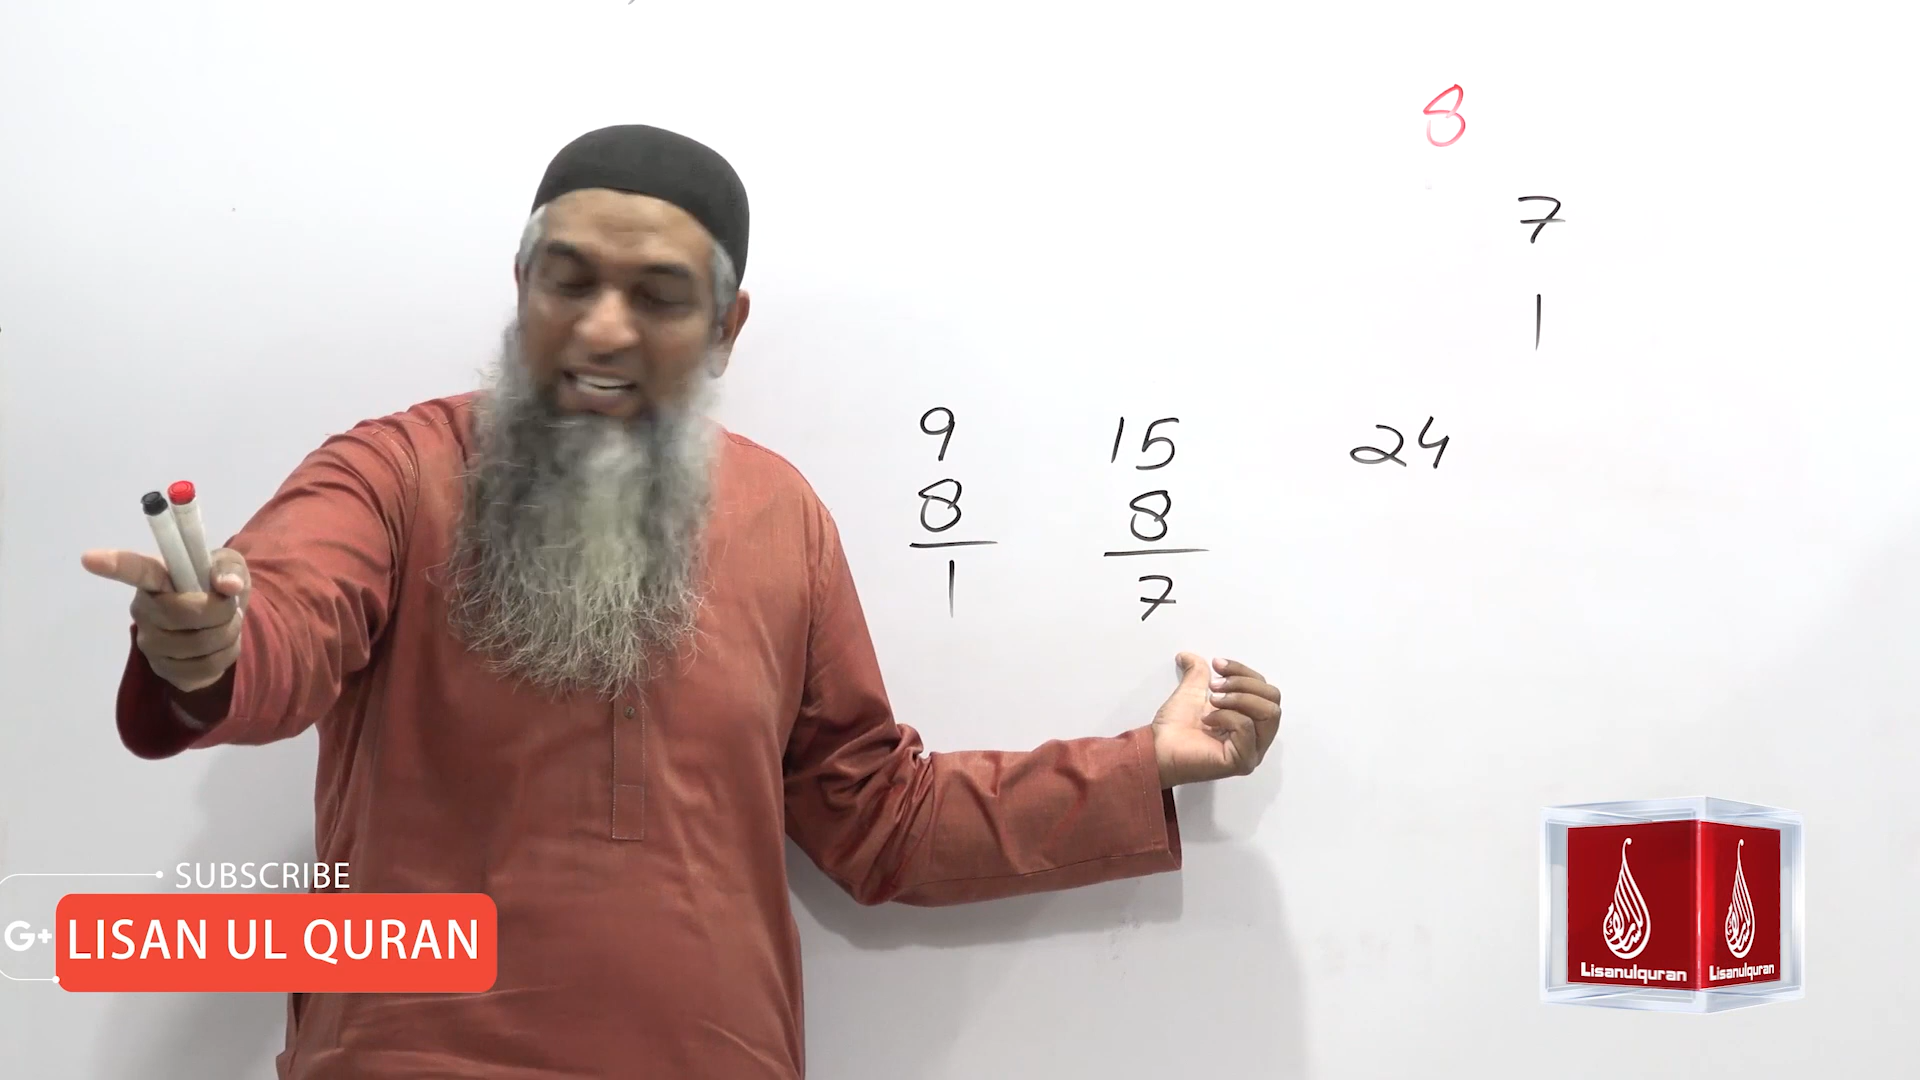 8
7
1
9 15 24
8 8
1 7
SUBSCRIBE
G+ LISAN UL QURAN
Lisanulquran Lisanulquran